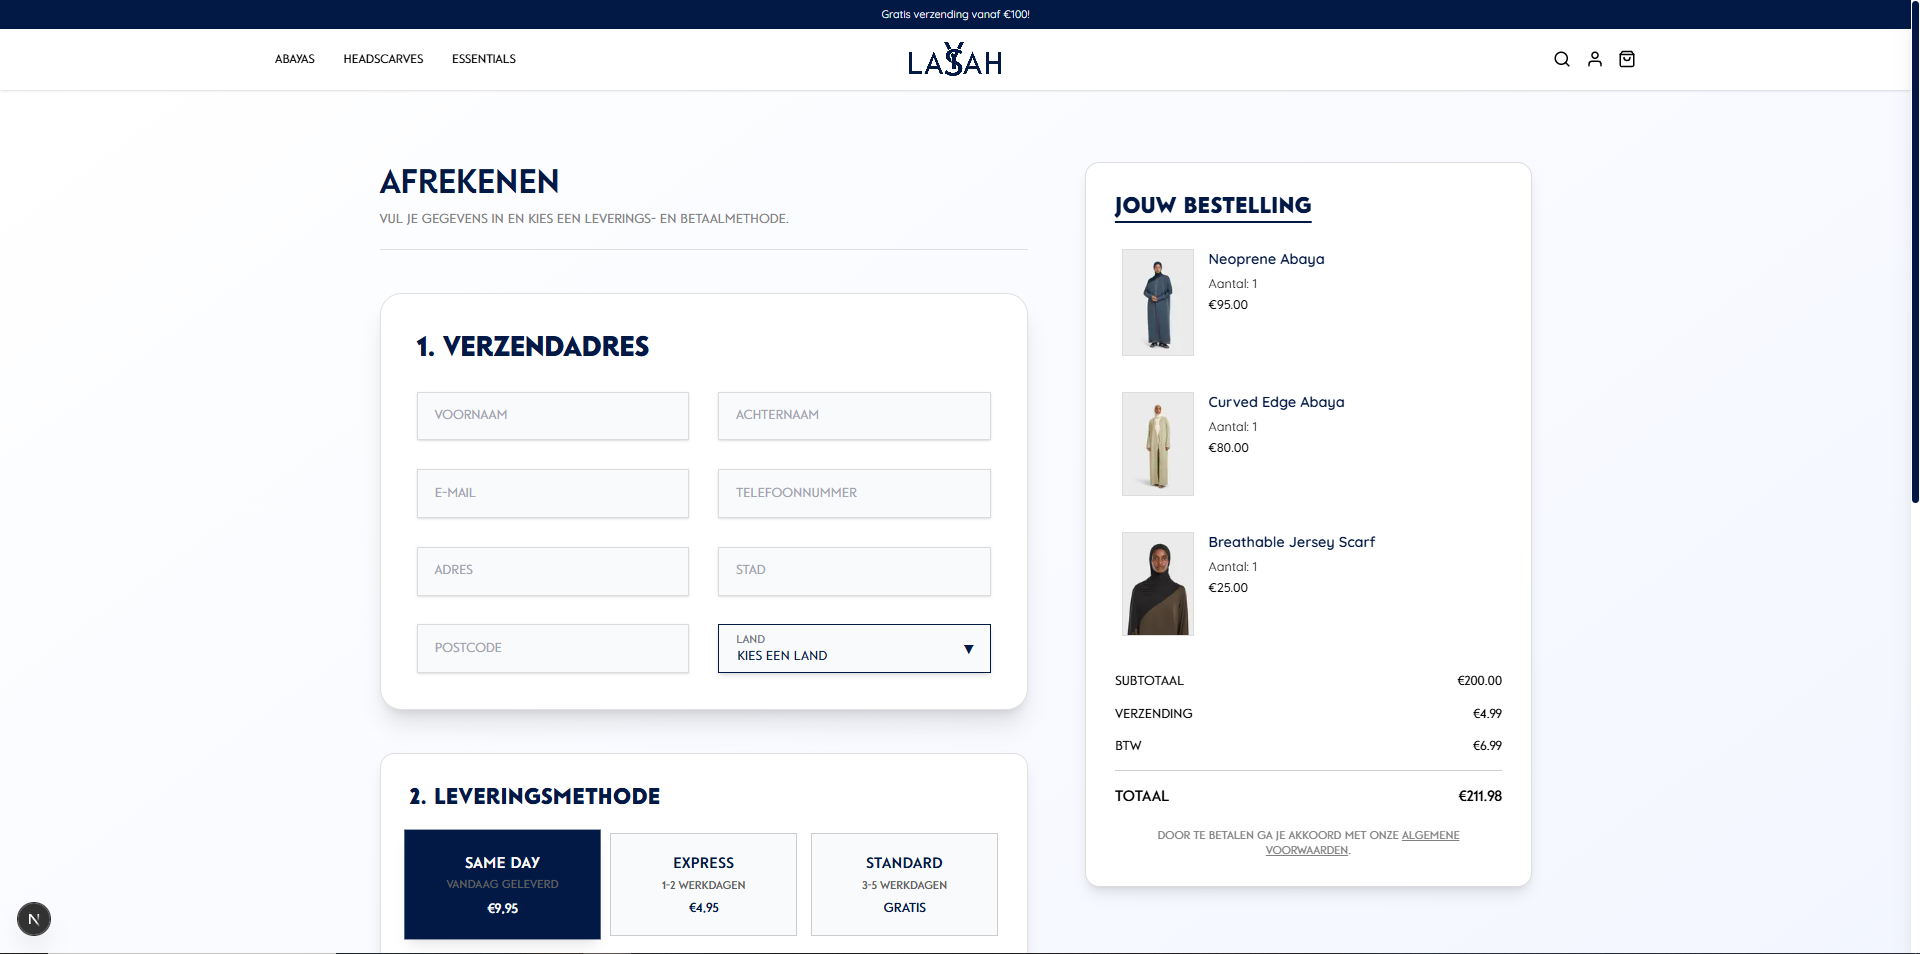 Gratis verzending vanaf €100!
ABAYAS
HEADSCARVES
ESSENTIALS
LAYSAH
AFREKENEN
VUL JE GEGEVENS IN EN KIES EEN LEVERINGS- EN BETAALMETHODE.
1. VERZENDADRES
VOORNAAM
ACHTERNAAM
E-MAIL
TELEFOONNUMMER
ADRES
STAD
POSTCODE
LAND
KIES EEN LAND
2. LEVERINGSMETHODE
SAME DAY
VANDAAG GELEVERD
€9,95
EXPRESS
1-2 WERKDAGEN
€4,95
STANDARD
3-5 WERKDAGEN
GRATIS
JOUW BESTELLING
Neoprene Abaya
Aantal: 1
€95.00
Curved Edge Abaya
Aantal: 1
€80.00
Breathable Jersey Scarf
Aantal: 1
€25.00
SUBTOTAAL €200.00
VERZENDING €4.99
BTW €6.99
TOTAAL €211.98
DOOR TE BETALEN GA JE AKKOORD MET ONZE ALGEMENE
VOORWAARDEN.
N